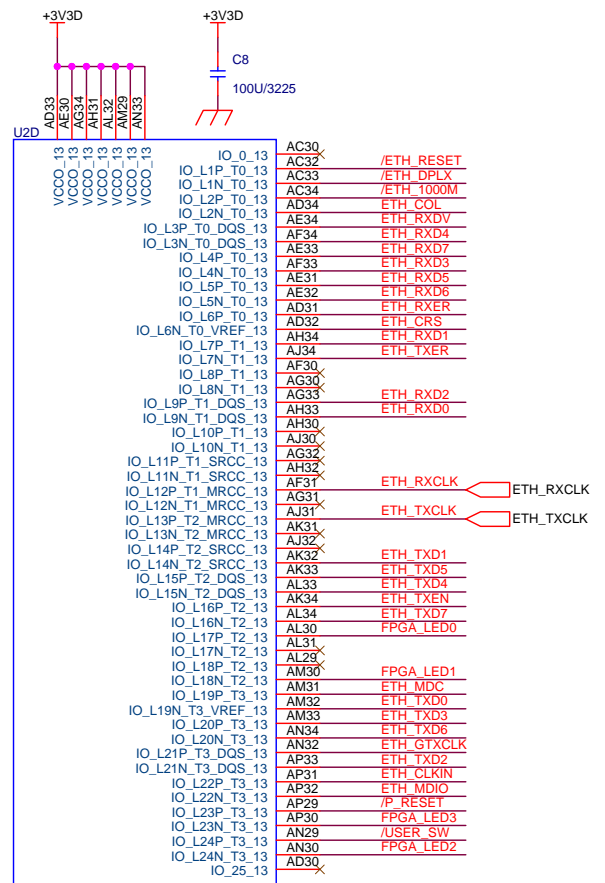 +3V3D
+3V3D
C8
100U/3225
AD33
AE30
AG34
AH31
AL32
AM29
AN33
U2D
VCCO_13
VCCO_13
VCCO_13
VCCO_13
VCCO_13
VCCO_13
VCCO_13
IO_0_13 AC30
IO_L1P_T0_13 AC32 /ETH_RESET
IO_L1N_T0_13 AC33 /ETH_DPLX
IO_L2P_T0_13 AC34 /ETH_1000M
IO_L2N_T0_13 AD34 ETH_COL
IO_L3P_T0_DQS_13 AE34 ETH_RXDV
IO_L3N_T0_DQS_13 AF34 ETH_RXD4
IO_L4P_T0_13 AE33 ETH_RXD7
IO_L4N_T0_13 AF33 ETH_RXD3
IO_L5P_T0_13 AE31 ETH_RXD5
IO_L5N_T0_13 AE32 ETH_RXD6
IO_L6P_T0_13 AD31 ETH_RXER
IO_L6N_T0_VREF_13 AD32 ETH_CRS
IO_L7P_T1_13 AH34 ETH_RXD1
IO_L7N_T1_13 AJ34 ETH_TXER
IO_L8P_T1_13 AF30
IO_L8N_T1_13 AG30
IO_L9P_T1_DQS_13 AG33 ETH_RXD2
IO_L9N_T1_DQS_13 AH33 ETH_RXD0
IO_L10P_T1_13 AH30
IO_L10N_T1_13 AJ30
IO_L11P_T1_SRCC_13 AG32
IO_L11N_T1_SRCC_13 AH32
IO_L12P_T1_MRCC_13 AF31 ETH_RXCLK ETH_RXCLK
IO_L12N_T1_MRCC_13 AG31
IO_L13P_T2_MRCC_13 AJ31 ETH_TXCLK ETH_TXCLK
IO_L13N_T2_MRCC_13 AK31
IO_L14P_T2_SRCC_13 AJ32
IO_L14N_T2_SRCC_13 AK32 ETH_TXD1
IO_L15P_T2_DQS_13 AK33 ETH_TXD5
IO_L15N_T2_DQS_13 AL33 ETH_TXD4
IO_L16P_T2_13 AK34 ETH_TXEN
IO_L16N_T2_13 AL34 ETH_TXD7
IO_L17P_T2_13 AL30 FPGA_LED0
IO_L17N_T2_13 AL31
IO_L18P_T2_13 AL29
IO_L18N_T2_13 AM30 FPGA_LED1
IO_L19P_T3_13 AM31 ETH_MDC
IO_L19N_T3_VREF_13 AM32 ETH_TXD0
IO_L20P_T3_13 AM33 ETH_TXD3
IO_L20N_T3_13 AN34 ETH_TXD6
IO_L21P_T3_DQS_13 AN32 ETH_GTXCLK
IO_L21N_T3_DQS_13 AP33 ETH_TXD2
IO_L22P_T3_13 AP31 ETH_CLKIN
IO_L22N_T3_13 AP32 ETH_MDIO
IO_L23P_T3_13 AP29 /P_RESET
IO_L23N_T3_13 AP30 FPGA_LED3
IO_L24P_T3_13 AN29 /USER_SW
IO_L24N_T3_13 AN30 FPGA_LED2
IO_25_13 AD30